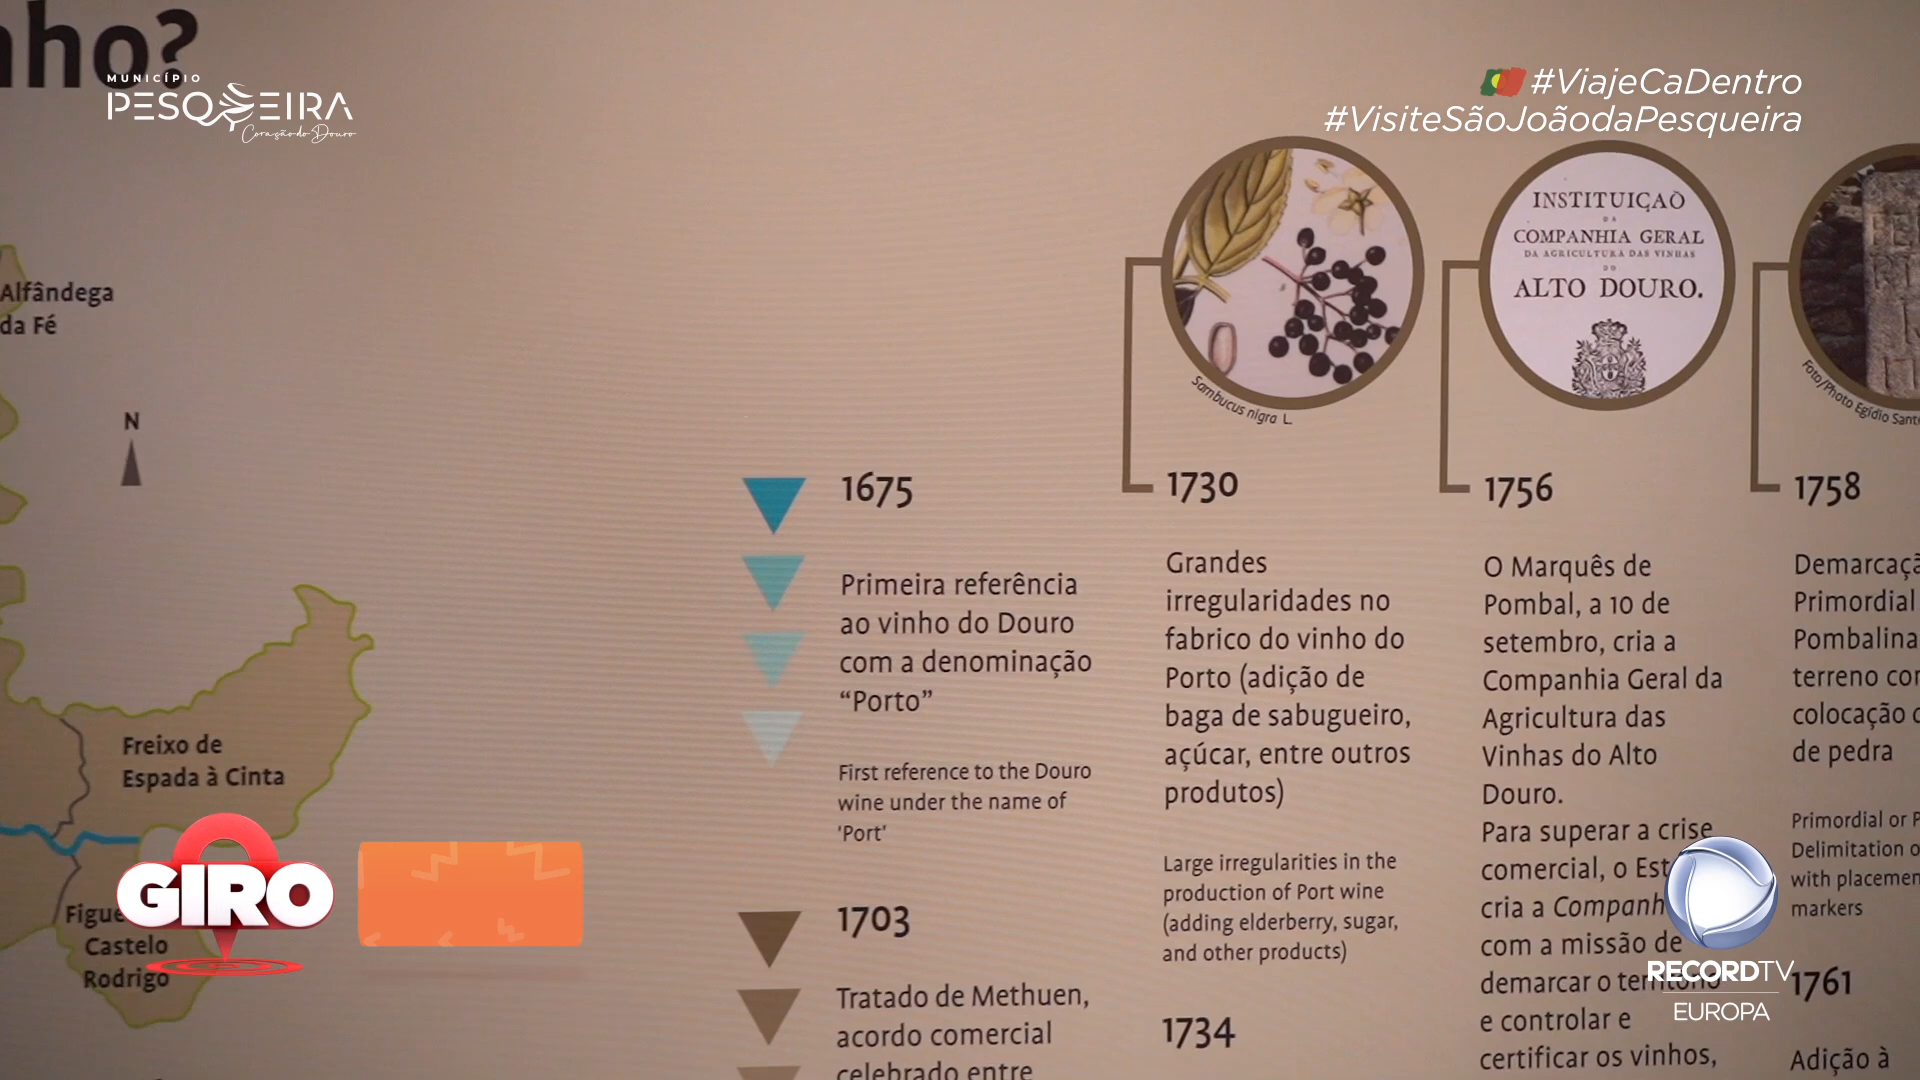 nho?
MUNICÍPIO
PESQUEIRA
Coração do Douro
#ViajeCaDentro
#VisiteSãoJoãodaPesqueira
Alfândega
da Fé
N
Freixo de
Espada à Cinta
Castelo
Rodrigo
GIRO
1675
Primeira referência
ao vinho do Douro
com a denominação
“Porto”
First reference to the Douro
wine under the name of
'Port'
1703
Tratado de Methuen,
acordo comercial
celebrado entre
Sambucus nigra L.
1730
Grandes
irregularidades no
fabrico do vinho do
Porto (adição de
baga de sabugueiro,
açúcar, entre outros
produtos)
Large irregularities in the
production of Port wine
(adding elderberry, sugar,
and other products)
1734
INSTITUIÇAÕ
DA
COMPANHIA GERAL
DA AGRICULTURA DAS VINHAS
DO
ALTO DOURO.
1756
O Marquês de
Pombal, a 10 de
setembro, cria a
Companhia Geral da
Agricultura das
Vinhas do Alto
Douro.
Para superar a crise
comercial, o Est
cria a Companh
com a missão de
demarcar o território
e controlar e
certificar os vinhos,
Foto/Photo Egídio Sant
1758
Demarcaçã
Primordial
Pombalina
terreno co
colocação
de pedra
Primordial or P
Delimitation o
with placemen
markers
1761
Adição à
RECORDTV
EUROPA